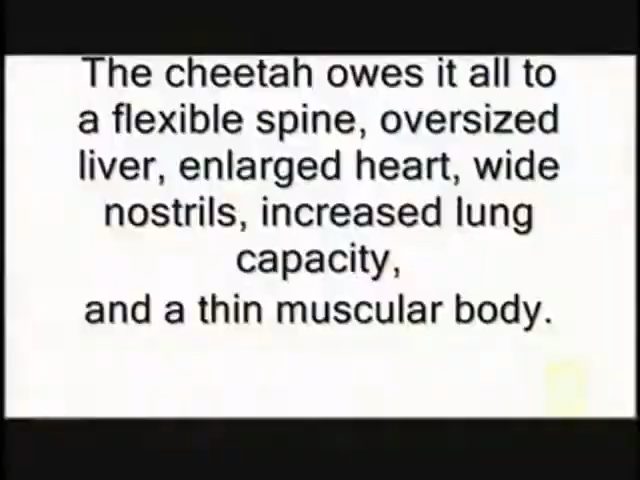 The cheetah owes it all to
a flexible spine, oversized
liver, enlarged heart, wide
nostrils, increased lung
capacity,
and a thin muscular body.